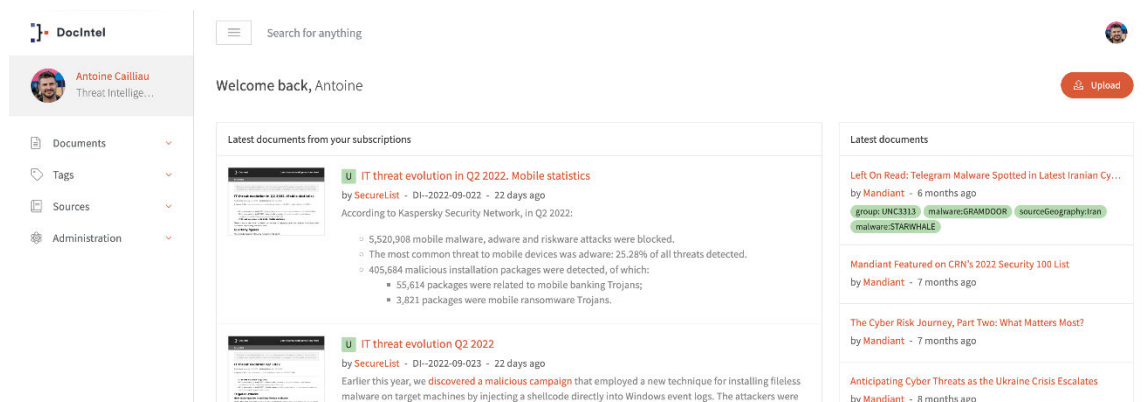 DocIntel
Search for anything
Antoine Cailliau
Threat Intellige...
Documents
Tags
Sources
Administration
Welcome back, Antoine
Upload
Latest documents from your subscriptions
U IT threat evolution in Q2 2022. Mobile statistics
by SecureList - DI--2022-09-022 - 22 days ago
According to Kaspersky Security Network, in Q2 2022:
5,520,908 mobile malware, adware and riskware attacks were blocked.
The most common threat to mobile devices was adware: 25.28% of all threats detected.
405,684 malicious installation packages were detected, of which:
55,614 packages were related to mobile banking Trojans;
3,821 packages were mobile ransomware Trojans.
U IT threat evolution Q2 2022
by SecureList - DI--2022-09-023 - 22 days ago
Earlier this year, we discovered a malicious campaign that employed a new technique for installing fileless
malware on target machines by injecting a shellcode directly into Windows event logs. The attackers were
Latest documents
Left On Read: Telegram Malware Spotted in Latest Iranian Cy...
by Mandiant - 6 months ago
group: UNC3313 malware:GRAMDOOR sourceGeography:Iran
malware:STARWHALE
Mandiant Featured on CRN's 2022 Security 100 List
by Mandiant - 7 months ago
The Cyber Risk Journey, Part Two: What Matters Most?
by Mandiant - 7 months ago
Anticipating Cyber Threats as the Ukraine Crisis Escalates
by Mandiant - 8 months ago